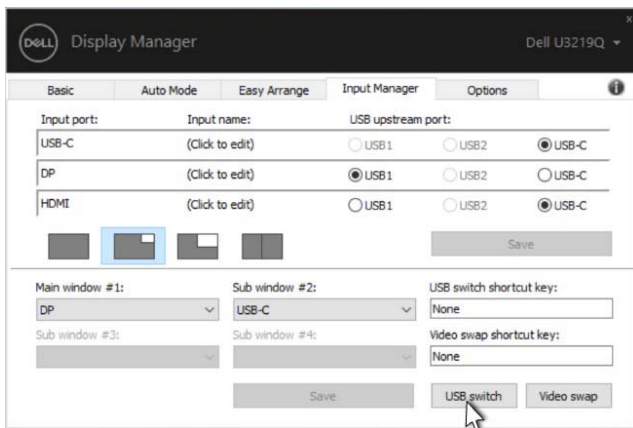 x
DELL Display Manager Dell U3219Q
Basic Auto Mode Easy Arrange Input Manager Options i
Input port: Input name: USB upstream port:
USB-C (Click to edit) USB1 USB2 USB-C
DP (Click to edit) USB1 USB2 USB-C
HDMI (Click to edit) USB1 USB2 USB-C
Save
Main window #1: Sub window #2: USB switch shortcut key:
DP USB-C None
Sub window #3: Sub window #4: Video swap shortcut key:
None
Save USB switch Video swap